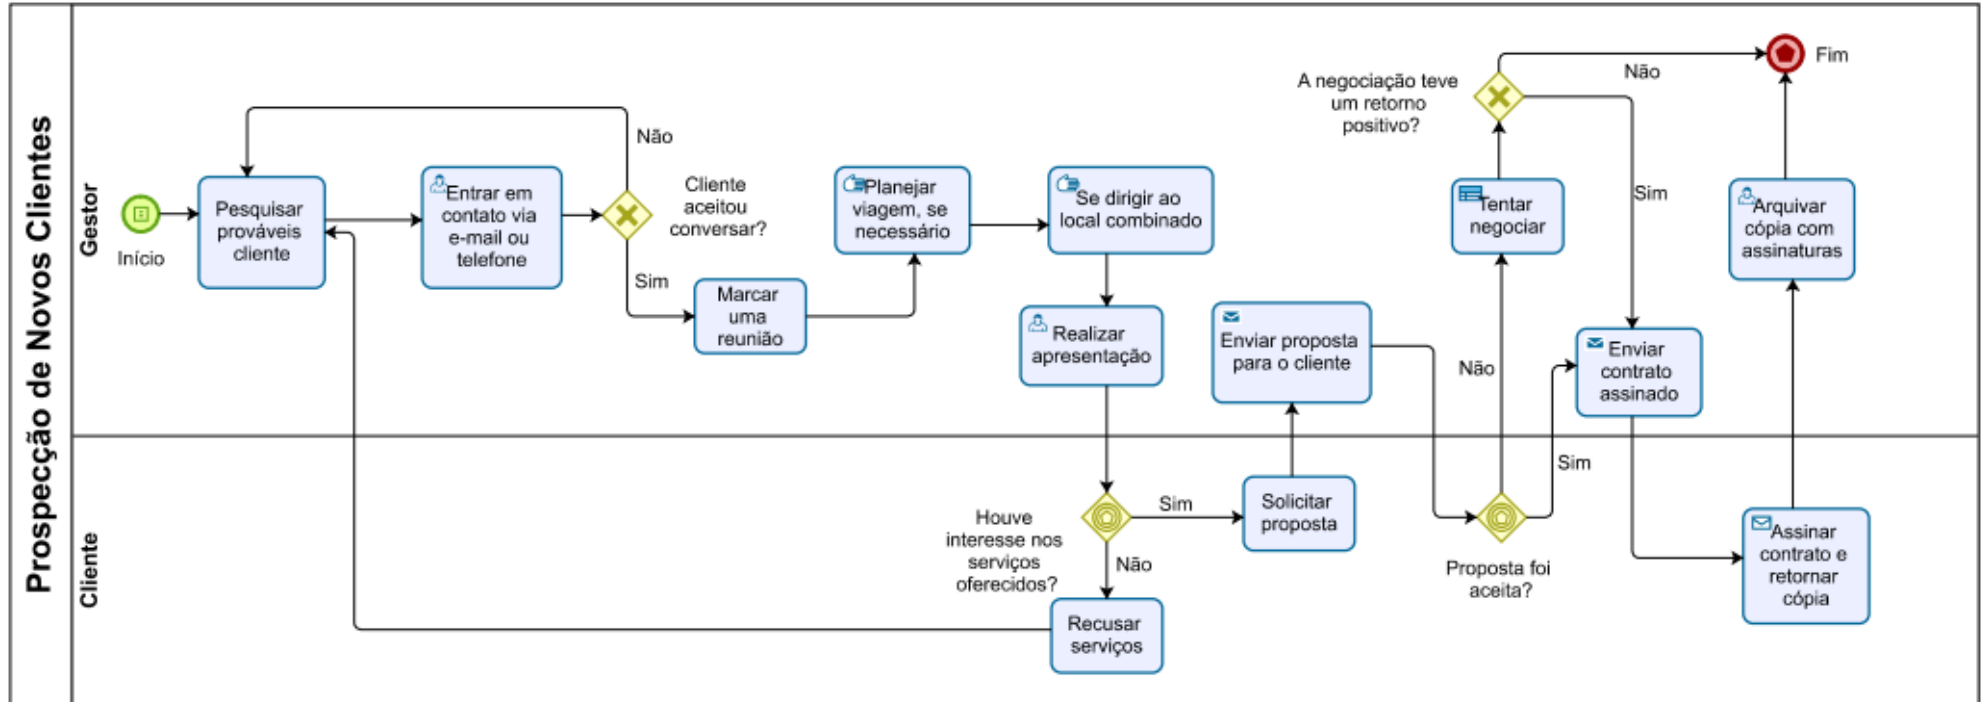 Prospecção de Novos Clientes
Gestor
Cliente
Início
Pesquisar
prováveis
cliente
Entrar em
contato via
e-mail ou
telefone
Não
Cliente
aceitou
conversar?
Sim
Marcar
uma
reunião
Planejar
viagem, se
necessário
Se dirigir ao
local combinado
Realizar
apresentação
Houve
interesse nos
serviços
oferecidos?
Sim
Não
Recusar
serviços
Solicitar
proposta
Enviar proposta
para o cliente
Proposta foi
aceita?
Não
Sim
Tentar
negociar
A negociação teve
um retorno
positivo?
Não
Sim
Enviar
contrato
assinado
Assinar
contrato e
retornar
cópia
Arquivar
cópia com
assinaturas
Fim